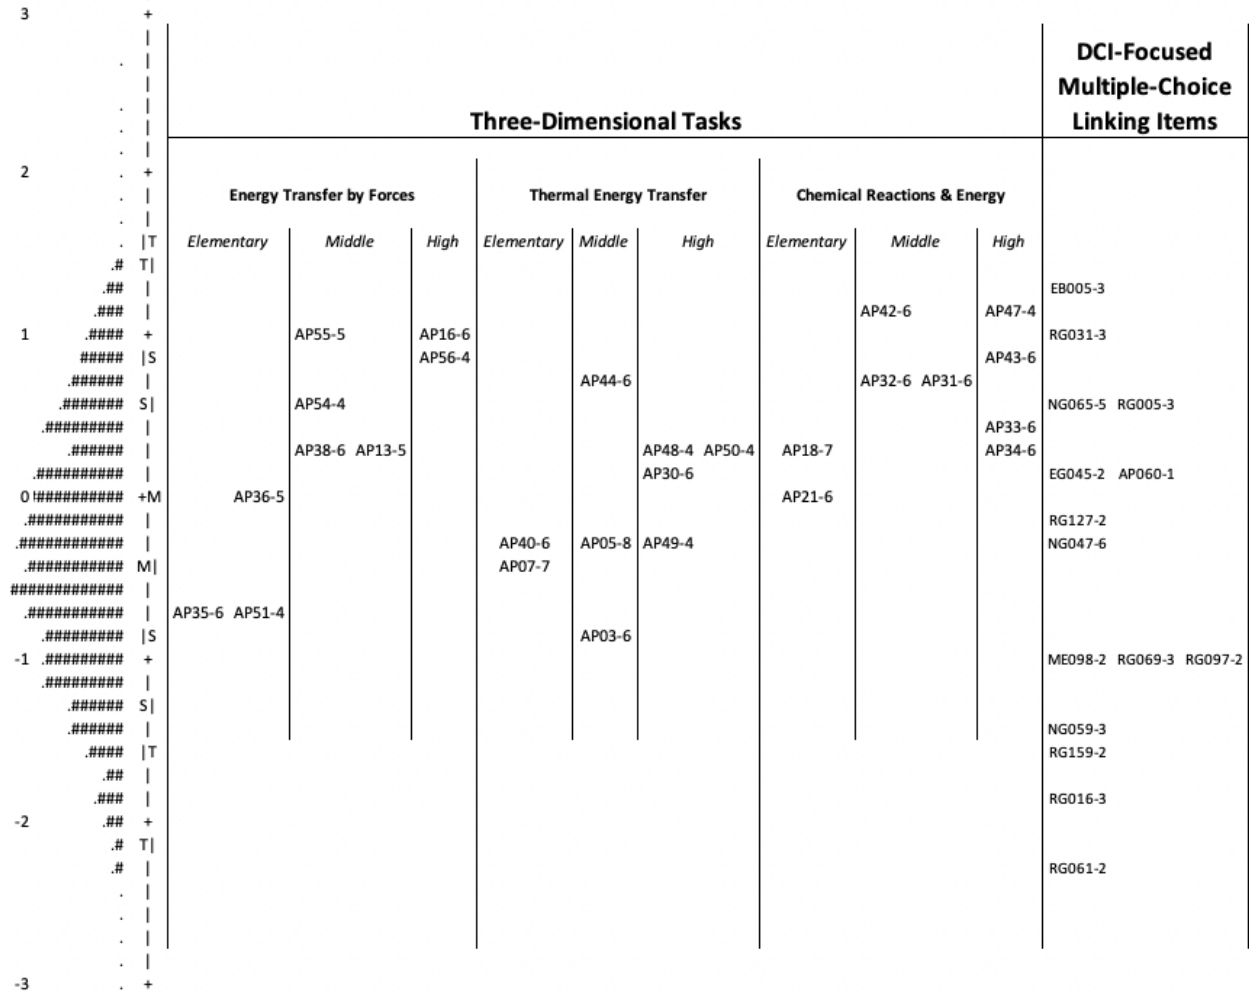 3 +
|
. |
|
. |
. |
. |
2 . +
. |
. |
. |T
.# T|
.## |
.### |
1 .#### +
##### |S
.###### |
.####### S|
.######### |
.###### |
.########## |
0 !########## +M
.########### |
.############ |
.########### M|
############# |
.########### |
.######### |S
-1 .######### +
.######### |
.###### S|
.###### |
.#### |T
.## |
.### |
-2 .## +
.# T|
.# |
. |
. |
. |
. |
-3 . +
Three-Dimensional Tasks
DCI-Focused
Multiple-Choice
Linking Items
Energy Transfer by Forces Thermal Energy Transfer Chemical Reactions & Energy
Elementary Middle High Elementary Middle High Elementary Middle High
EB005-3
AP42-6 AP47-4
AP55-5 AP16-6 RG031-3
AP56-4 AP43-6
AP44-6 AP32-6 AP31-6
AP54-4 NG065-5 RG005-3
AP33-6
AP38-6 AP13-5 AP48-4 AP50-4 AP18-7 AP34-6
AP30-6 EG045-2 AP060-1
AP36-5 AP21-6
RG127-2
AP40-6 AP05-8 AP49-4 NG047-6
AP07-7
AP35-6 AP51-4
AP03-6
ME098-2 RG069-3 RG097-2
NG059-3
RG159-2
RG016-3
RG061-2